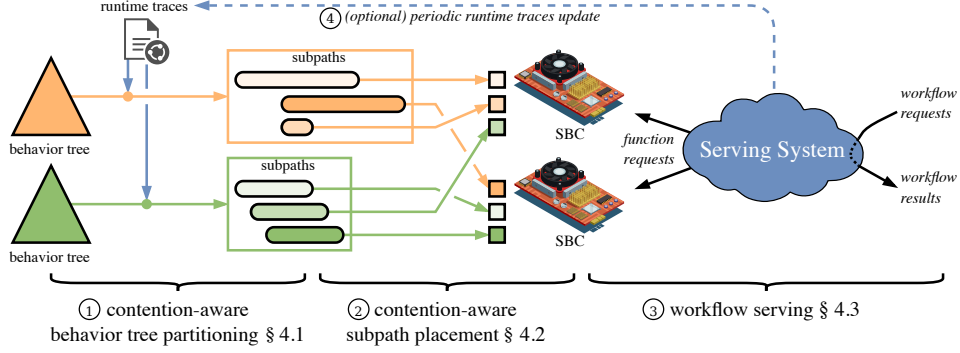 runtime traces
④ (optional) periodic runtime traces update
subpaths
behavior tree
SBC
function
requests
Serving System
workflow
requests
workflow
results
subpaths
behavior tree
SBC
① contention-aware
behavior tree partitioning § 4.1
② contention-aware
subpath placement § 4.2
③ workflow serving § 4.3